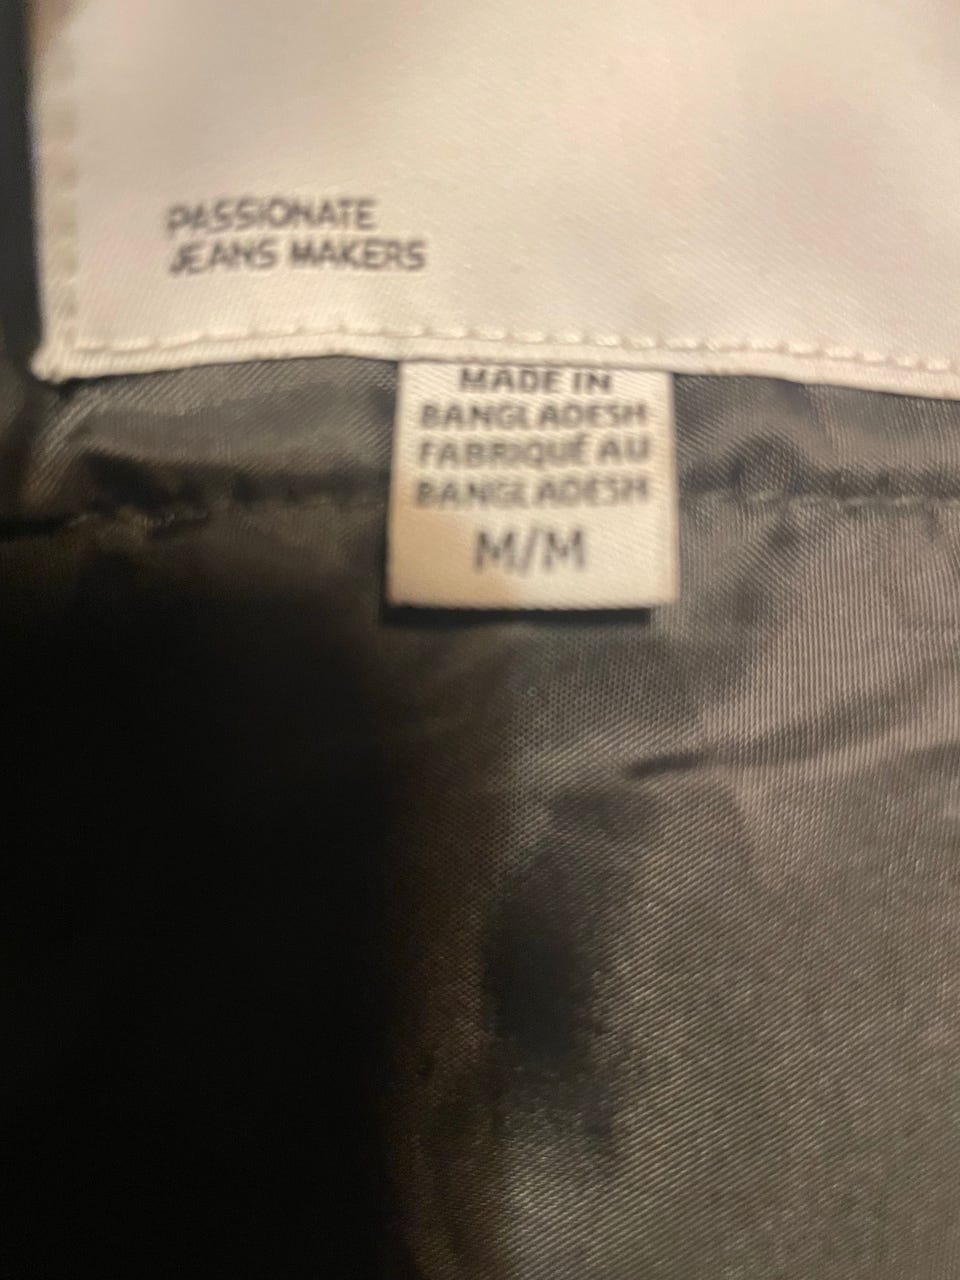 PASSIONATE
JEANS MAKERS
MADE IN
BANGLADESH
FABRIQUÉ AU
BANGLADESH
M/M